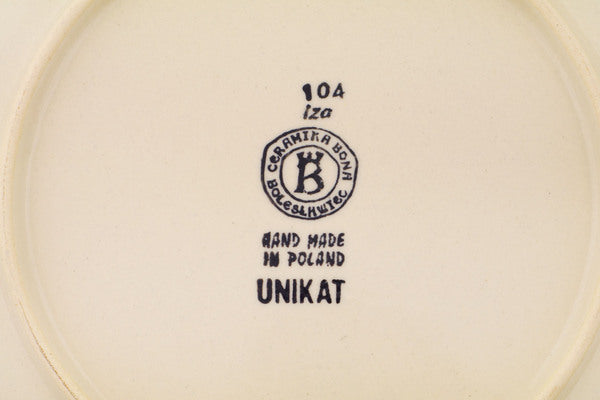 104
iza
CERAMIKA BONA
BOLESŁAWIEC
B
HAND MADE
IN POLAND
UNIKAT